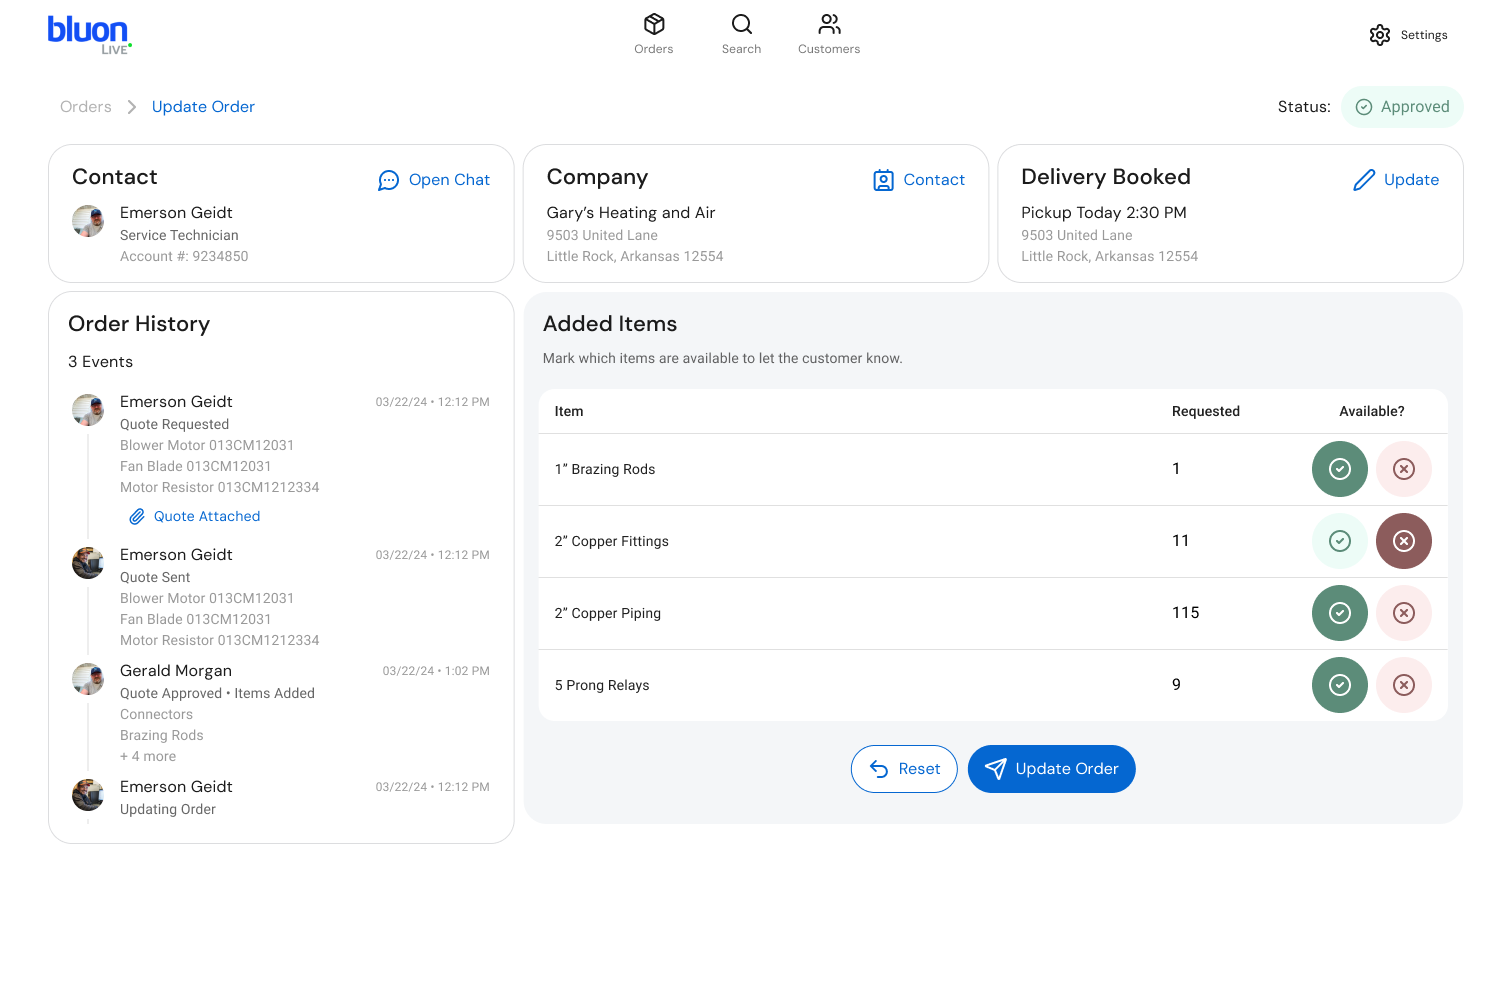 bluon
LIVE
Orders
Search
Customers
Settings
Orders
Update Order
Status:
Approved
Contact
Open Chat
Emerson Geidt
Service Technician
Account #: 9234850
Company
Contact
Gary’s Heating and Air
9503 United Lane
Little Rock, Arkansas 12554
Delivery Booked
Update
Pickup Today 2:30 PM
9503 United Lane
Little Rock, Arkansas 12554
Order History
3 Events
Emerson Geidt 03/22/24 • 12:12 PM
Quote Requested
Blower Motor 013CM12031
Fan Blade 013CM12031
Motor Resistor 013CM1212334
Quote Attached
Emerson Geidt 03/22/24 • 12:12 PM
Quote Sent
Blower Motor 013CM12031
Fan Blade 013CM12031
Motor Resistor 013CM1212334
Gerald Morgan 03/22/24 • 1:02 PM
Quote Approved • Items Added
Connectors
Brazing Rods
+ 4 more
Emerson Geidt 03/22/24 • 12:12 PM
Updating Order
Added Items
Mark which items are available to let the customer know.
Item Requested Available?
1” Brazing Rods 1
2” Copper Fittings 11
2” Copper Piping 115
5 Prong Relays 9
Reset
Update Order